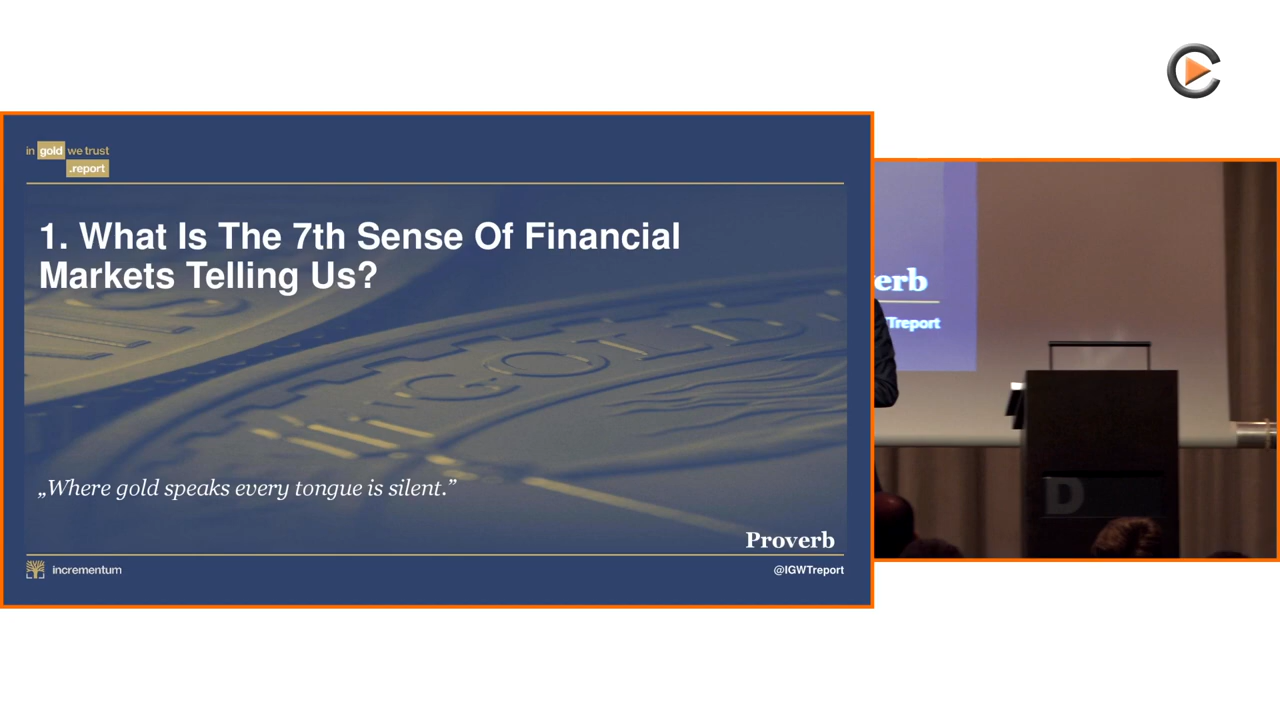 in gold we trust
.report
1. What Is The 7th Sense Of Financial
Markets Telling Us?
GOLD
„Where gold speaks every tongue is silent.”
Proverb
incrementum
@IGWTreport
erb
Treport
D